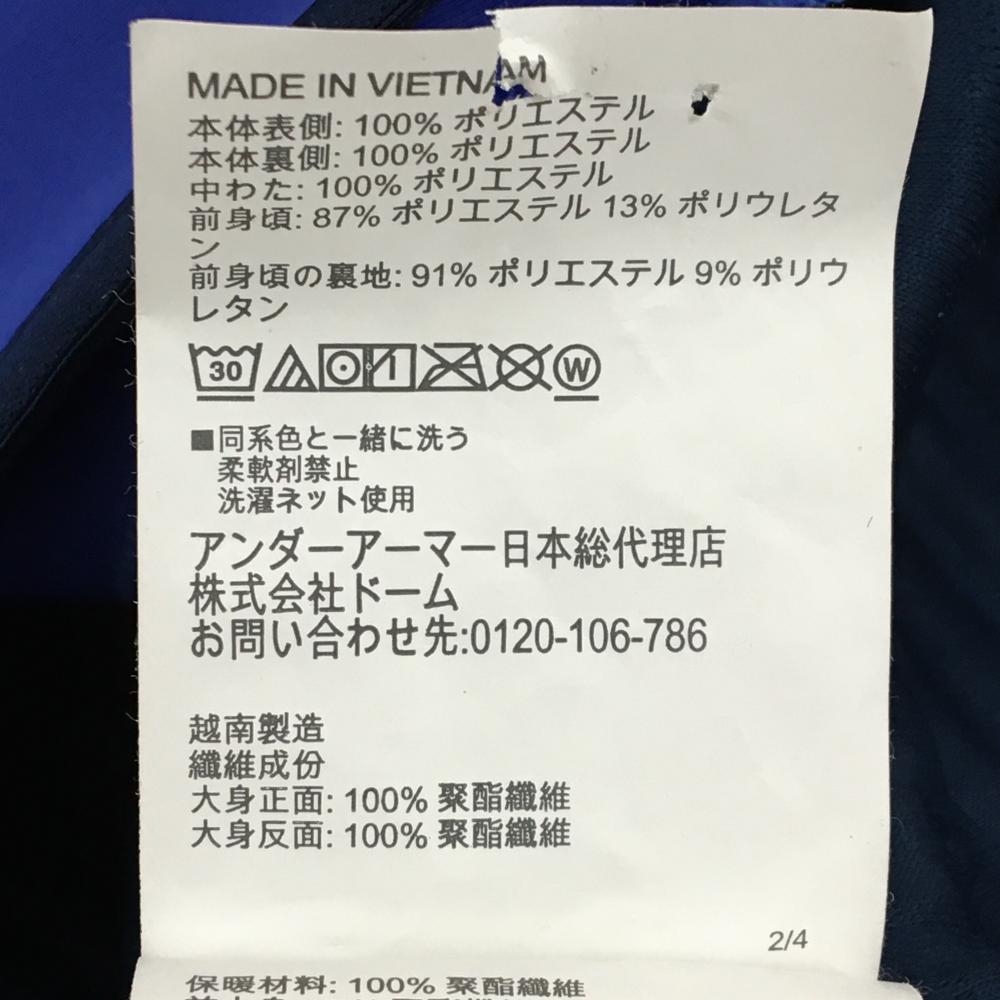 MADE IN VIETNAM
本体表側: 100% ポリエステル
本体裏側: 100% ポリエステル
中わた: 100% ポリエステル
前身頃: 87% ポリエステル 13% ポリウレタ
ン
前身頃の裏地: 91% ポリエステル 9% ポリウ
レタン
30 W
■同系色と一緒に洗う
柔軟剤禁止
洗濯ネット使用
アンダーアーマー日本総代理店
株式会社ドーム
お問い合わせ先:0120-106-786
越南製造
纖維成份
大身正面: 100% 聚酯纖維
大身反面: 100% 聚酯纖維
2/4
保暖材料: 100% 聚酯纖維